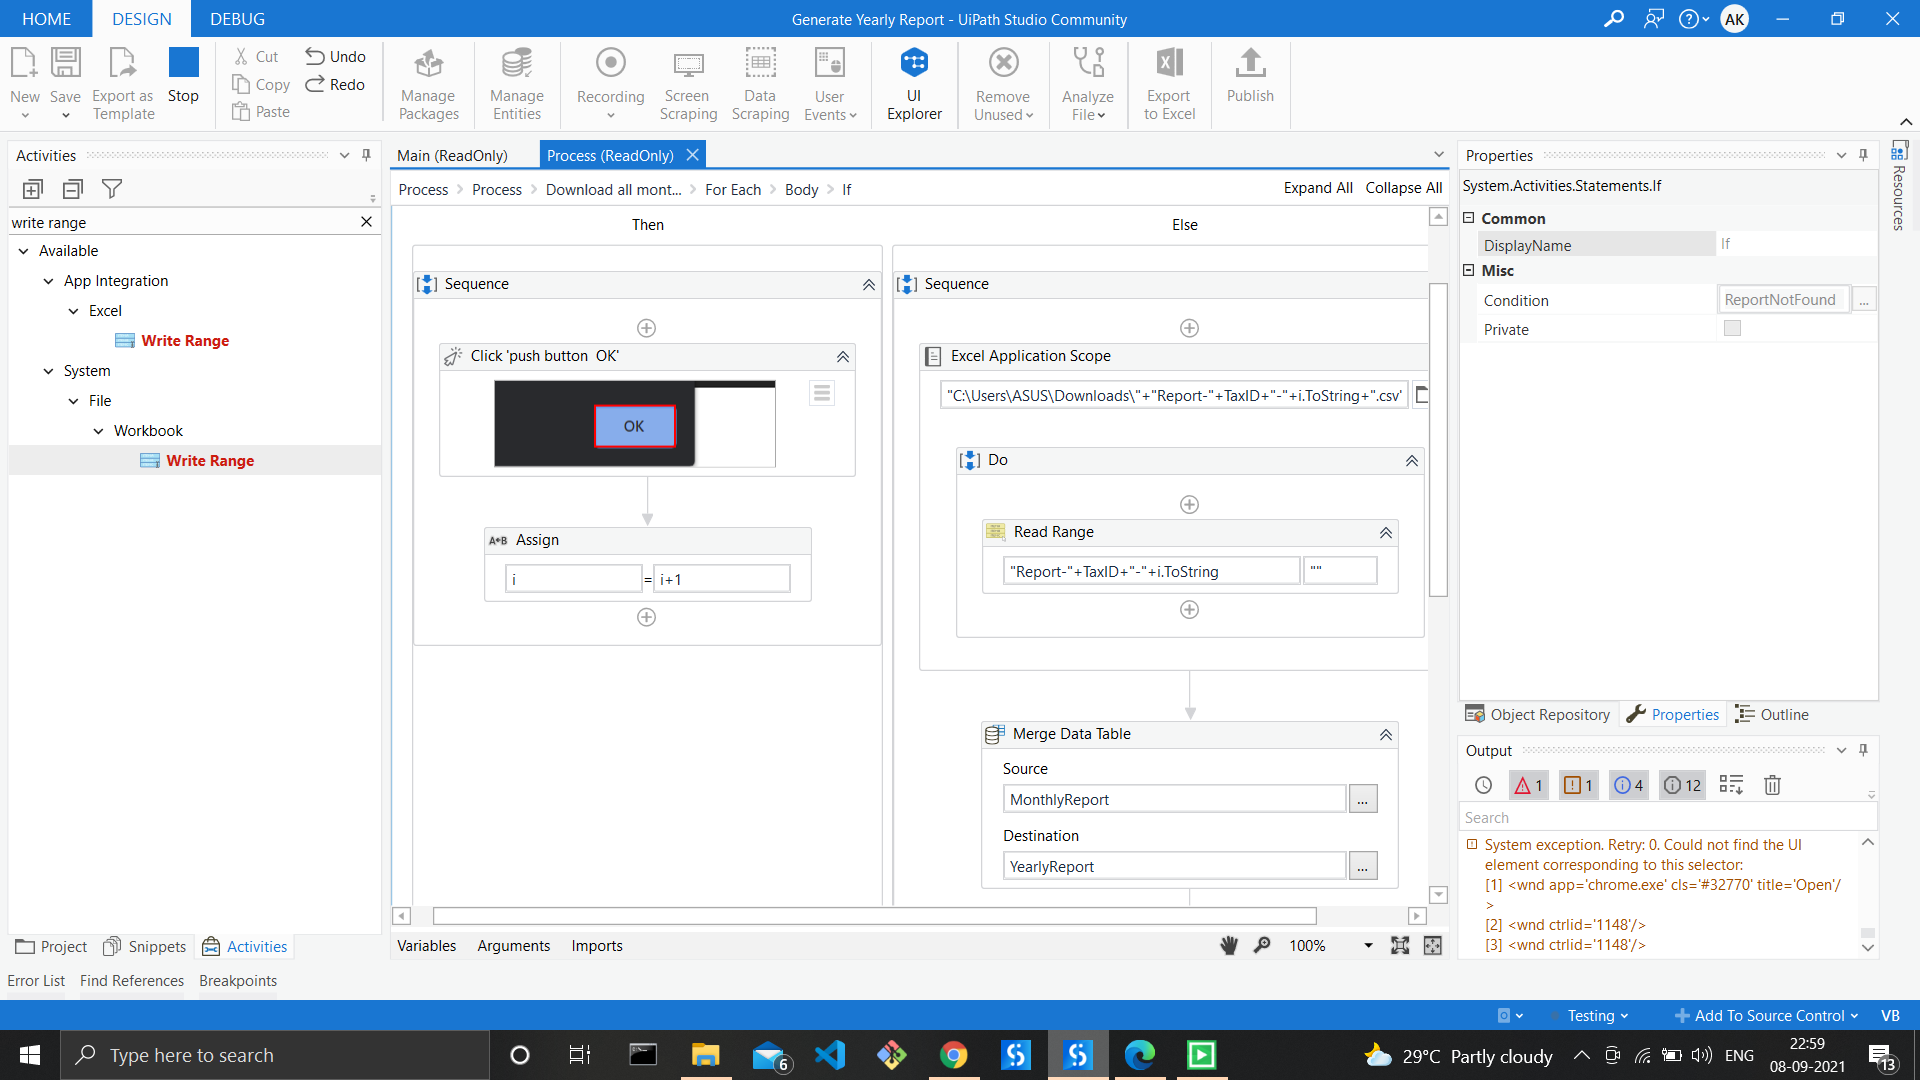 HOME DESIGN DEBUG
Generate Yearly Report - UiPath Studio Community
AK
New Save Export as Template Stop
Cut
Copy
Paste
Undo
Redo
Manage Packages
Manage Entities
Recording
Screen Scraping
Data Scraping
User Events
UI Explorer
Remove Unused
Analyze File
Export to Excel
Publish
Activities
write range
Available
App Integration
Excel
Write Range
System
File
Workbook
Write Range
Project Snippets Activities
Main (ReadOnly) Process (ReadOnly)
Process Process Download all mont... For Each Body If
Expand All Collapse All
Then Else
Sequence
Click 'push button OK'
OK
A+B Assign
i = i+1
Sequence
Excel Application Scope
"C:\Users\ASUS\Downloads\"+"Report-"+TaxID+"-"+i.ToString+".csv'
Do
Read Range
"Report-"+TaxID+"-"+i.ToString ""
Merge Data Table
Source
MonthlyReport ...
Destination
YearlyReport ...
Variables Arguments Imports
100%
Properties
System.Activities.Statements.If
Common
DisplayName If
Misc
Condition ReportNotFound ...
Private
Resources
Object Repository Properties Outline
Output
1 1 4 12
Search
System exception. Retry: 0. Could not find the UI
element corresponding to this selector:
[1] <wnd app='chrome.exe' cls='#32770' title='Open'/
>
[2] <wnd ctrlid='1148'/>
[3] <wnd ctrlid='1148'/>
Error List Find References Breakpoints
Testing Add To Source Control VB
Type here to search
6
29°C Partly cloudy
ENG
22:59
08-09-2021
13